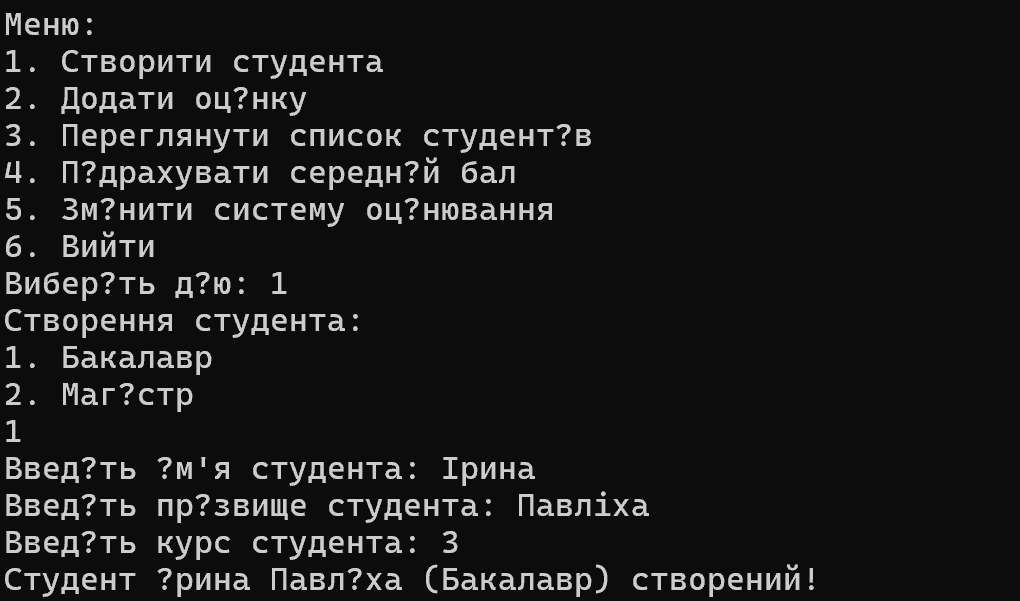 Меню:
1. Створити студента
2. Додати оц?нку
3. Переглянути список студент?в
4. П?драхувати середн?й бал
5. Зм?нити систему оц?нювання
6. Вийти
Вибер?ть д?ю: 1
Створення студента:
1. Бакалавр
2. Маг?стр
1
Введ?ть ?м'я студента: Ірина
Введ?ть пр?звище студента: Павліха
Введ?ть курс студента: 3
Студент ?рина Павл?ха (Бакалавр) створений!